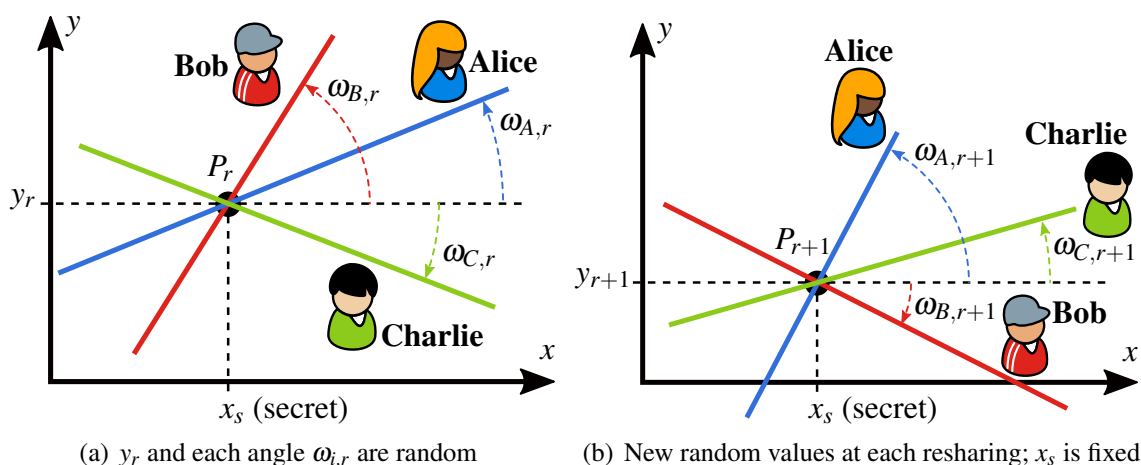 y
Bob
Alice
ω_{B,r}
ω_{A,r}
P_r
y_r
ω_{C,r}
Charlie
x
x_s (secret)
(a) y_r and each angle ω_{i,r} are random
y
Alice
Charlie
ω_{A,r+1}
P_{r+1}
ω_{C,r+1}
y_{r+1}
ω_{B,r+1}
Bob
x
x_s (secret)
(b) New random values at each resharing; x_s is fixed